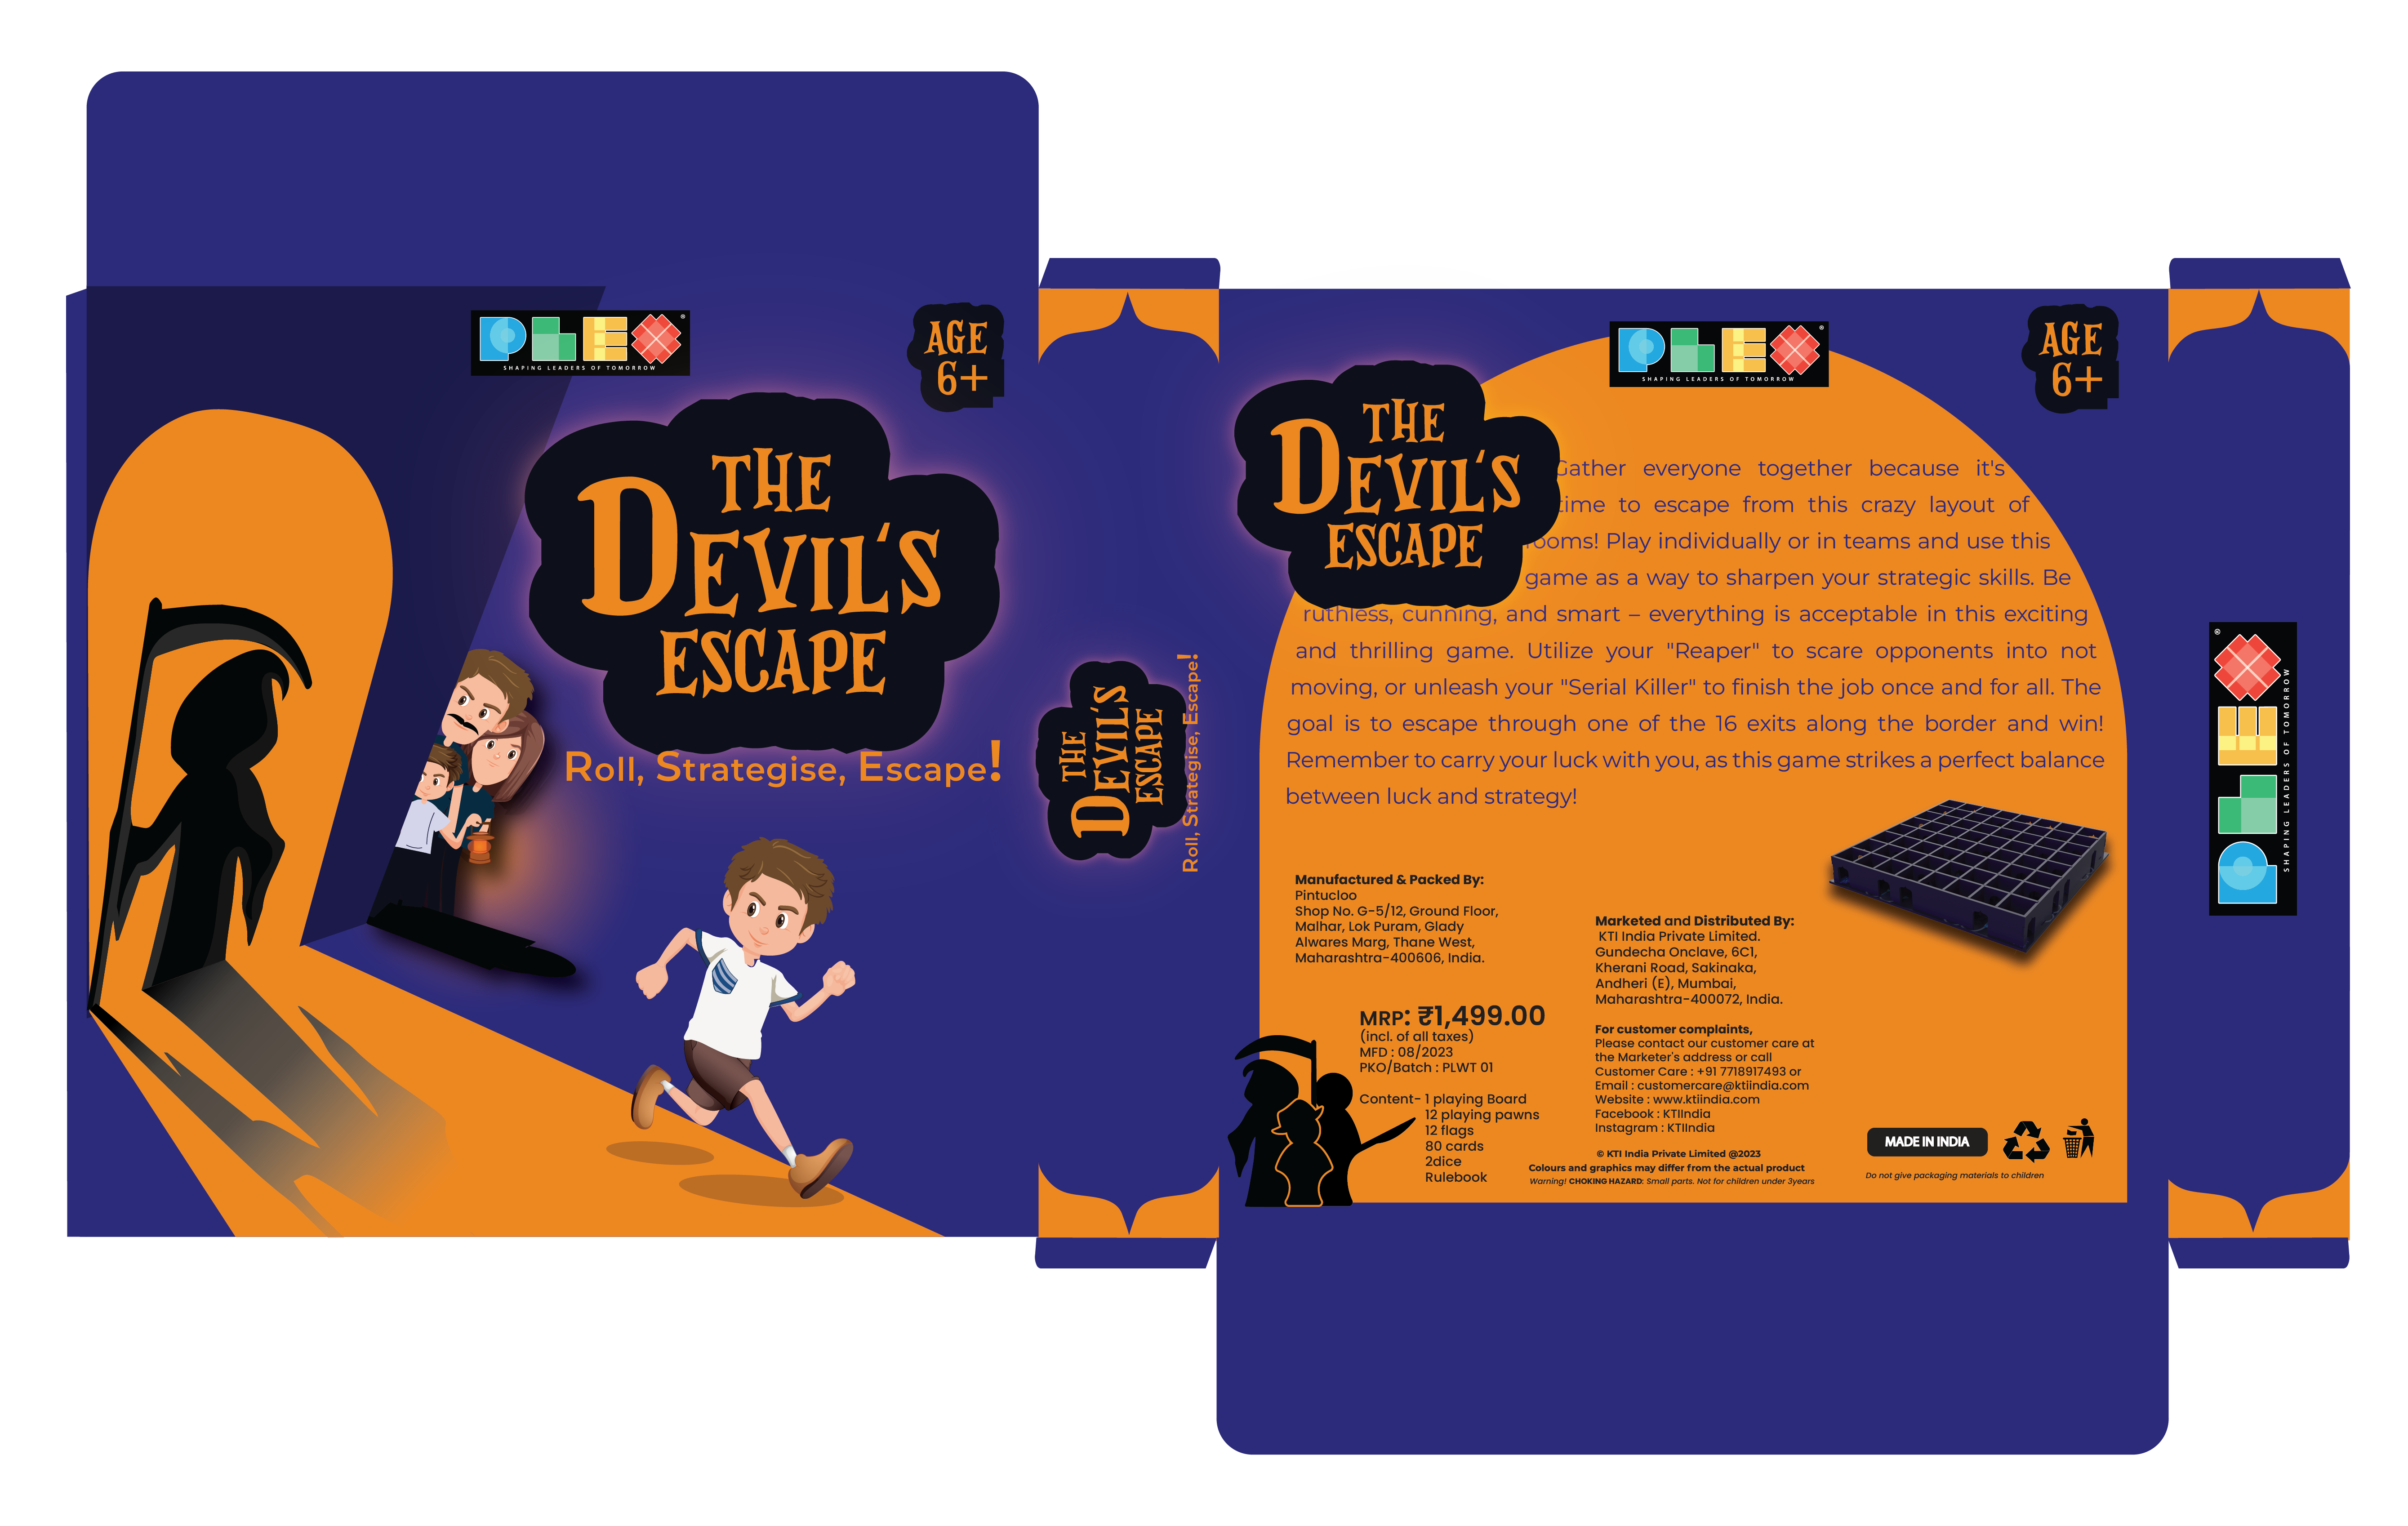 PLEX®
SHAPING LEADERS OF TOMORROW
AGE
6+
THE
DEVIL'S
ESCAPE
Roll, Strategise, Escape!
THE
DEVIL'S
ESCAPE
Roll, Strategise, Escape!
PLEX®
SHAPING LEADERS OF TOMORROW
AGE
6+
THE
DEVIL'S
ESCAPE
Gather everyone together because it's
time to escape from this crazy layout of
rooms! Play individually or in teams and use this
game as a way to sharpen your strategic skills. Be
ruthless, cunning, and smart – everything is acceptable in this exciting
and thrilling game. Utilize your "Reaper" to scare opponents into not
moving, or unleash your "Serial Killer" to finish the job once and for all. The
goal is to escape through one of the 16 exits along the border and win!
Remember to carry your luck with you, as this game strikes a perfect balance
between luck and strategy!
Manufactured & Packed By:
Pintucloo
Shop No. G-5/12, Ground Floor,
Malhar, Lok Puram, Glady
Alwares Marg, Thane West,
Maharashtra-400606, India.
MRP: ₹1,499.00
(incl. of all taxes)
MFD : 08/2023
PKO/Batch : PLWT 01
Content- 1 playing Board
12 playing pawns
12 flags
80 cards
2dice
Rulebook
Marketed and Distributed By:
KTI India Private Limited.
Gundecha Onclave, 6C1,
Kherani Road, Sakinaka,
Andheri (E), Mumbai,
Maharashtra-400072, India.
For customer complaints,
Please contact our customer care at
the Marketer's address or call
Customer Care : +91 7718917493 or
Email : customercare@ktiindia.com
Website : www.ktiindia.com
Facebook : KTIIndia
Instagram : KTIIndia
© KTI India Private Limited @2023
Colours and graphics may differ from the actual product
Warning! CHOKING HAZARD: Small parts. Not for children under 3years
MADE IN INDIA
Do not give packaging materials to children
PLEX®
SHAPING LEADERS OF TOMORROW